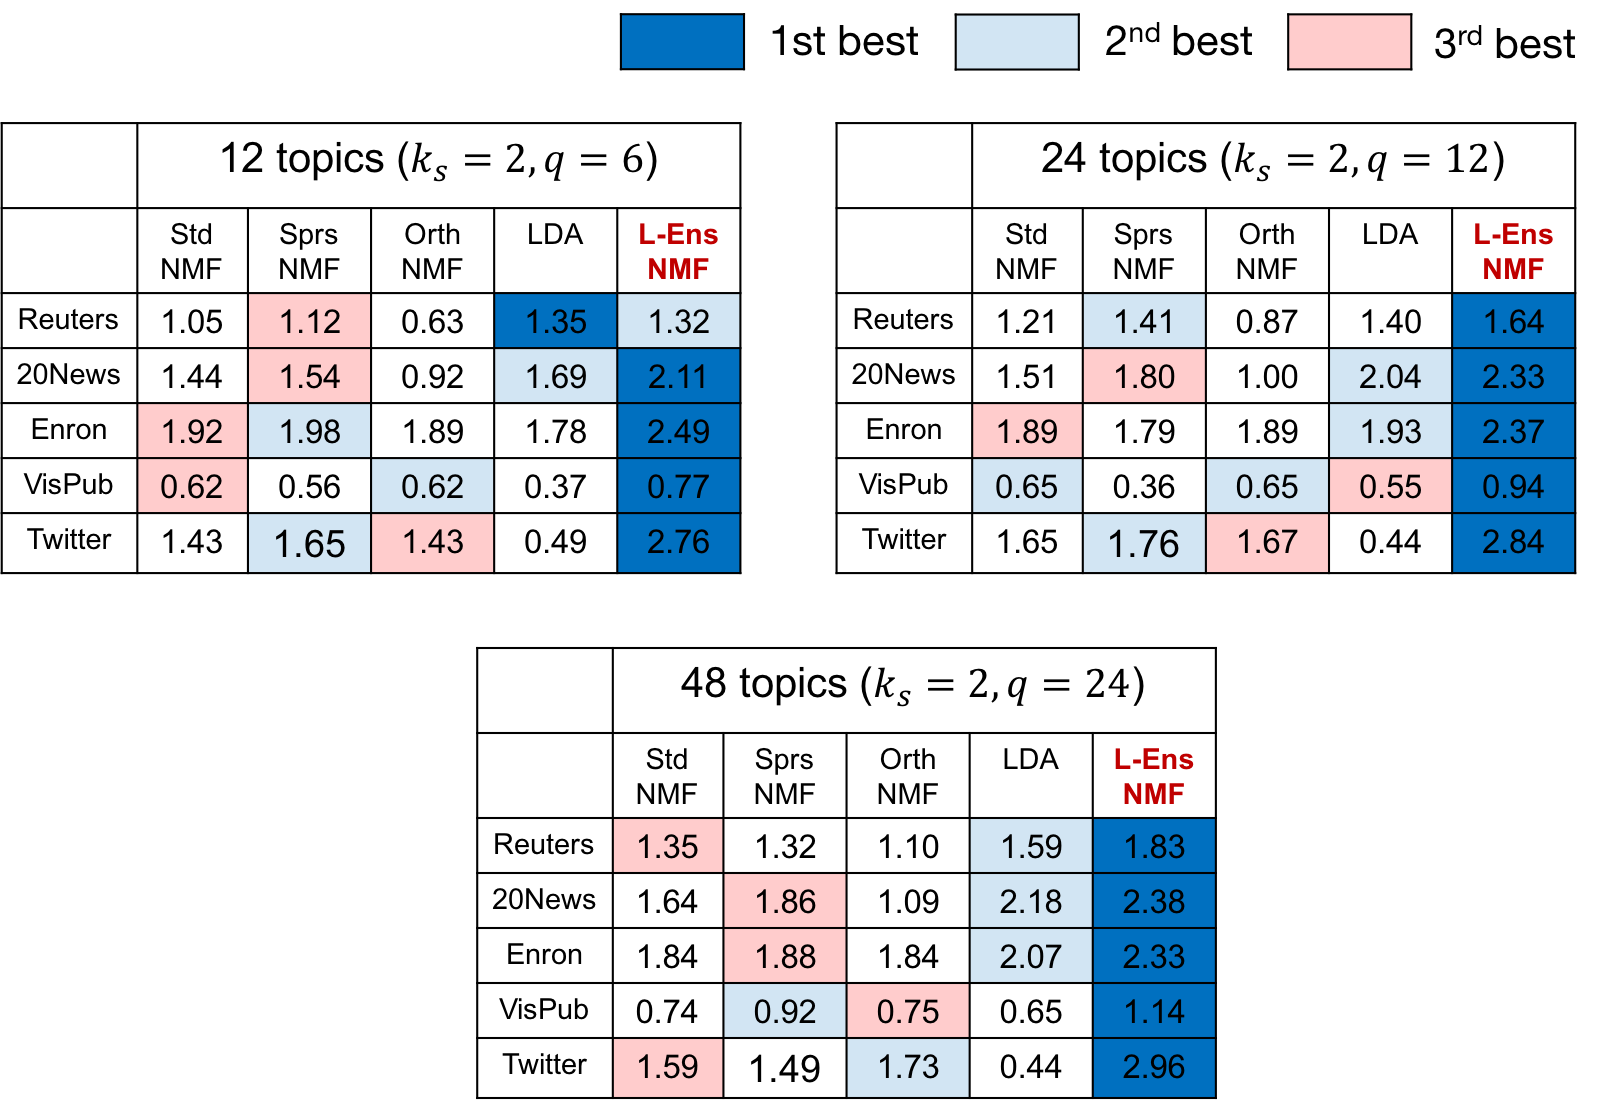 1st best 2nd best 3rd best
12 topics (kₛ = 2, q = 6)
Std NMF Sprs NMF Orth NMF LDA L-Ens NMF
Reuters 1.05 1.12 0.63 1.35 1.32
20News 1.44 1.54 0.92 1.69 2.11
Enron 1.92 1.98 1.89 1.78 2.49
VisPub 0.62 0.56 0.62 0.37 0.77
Twitter 1.43 1.65 1.43 0.49 2.76
24 topics (kₛ = 2, q = 12)
Std NMF Sprs NMF Orth NMF LDA L-Ens NMF
Reuters 1.21 1.41 0.87 1.40 1.64
20News 1.51 1.80 1.00 2.04 2.33
Enron 1.89 1.79 1.89 1.93 2.37
VisPub 0.65 0.36 0.65 0.55 0.94
Twitter 1.65 1.76 1.67 0.44 2.84
48 topics (kₛ = 2, q = 24)
Std NMF Sprs NMF Orth NMF LDA L-Ens NMF
Reuters 1.35 1.32 1.10 1.59 1.83
20News 1.64 1.86 1.09 2.18 2.38
Enron 1.84 1.88 1.84 2.07 2.33
VisPub 0.74 0.92 0.75 0.65 1.14
Twitter 1.59 1.49 1.73 0.44 2.96